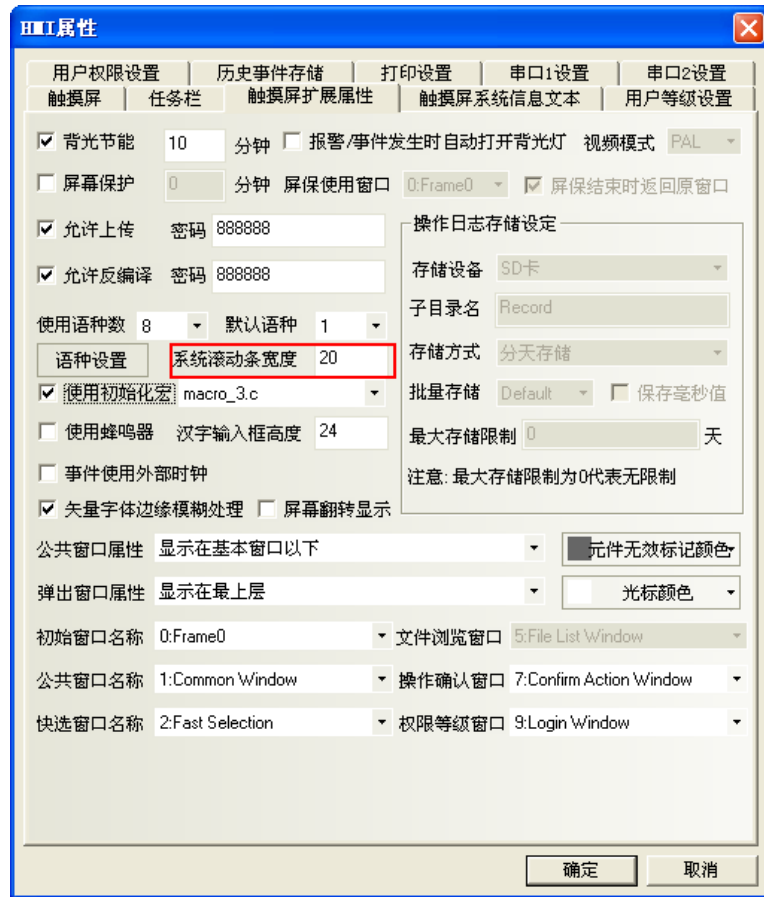 HMI属性
用户权限设置 历史事件存储 打印设置 串口1设置 串口2设置
触摸屏 任务栏 触摸屏扩展属性 触摸屏系统信息文本 用户等级设置
背光节能 10 分钟 报警/事件发生时自动打开背光灯 视频模式 PAL
屏幕保护 0 分钟 屏保使用窗口 0:Frame0 屏保结束时返回原窗口
允许上传 密码 888888
操作日志存储设定
允许反编译 密码 888888
存储设备 SD卡
子目录名 Record
使用语种数 8 默认语种 1
语种设置 系统滚动条宽度 20
存储方式 分天存储
使用初始化宏 macro_3.c
批量存储 Default 保存毫秒值
使用蜂鸣器 汉字输入框高度 24
最大存储限制 0 天
事件使用外部时钟
注意: 最大存储限制为0代表无限制
矢量字体边缘模糊处理 屏幕翻转显示
公共窗口属性 显示在基本窗口以下 元件无效标记颜色
弹出窗口属性 显示在最上层 光标颜色
初始窗口名称 0:Frame0 文件浏览窗口 5:File List Window
公共窗口名称 1:Common Window 操作确认窗口 7:Confirm Action Window
快选窗口名称 2:Fast Selection 权限等级窗口 9:Login Window
确定 取消